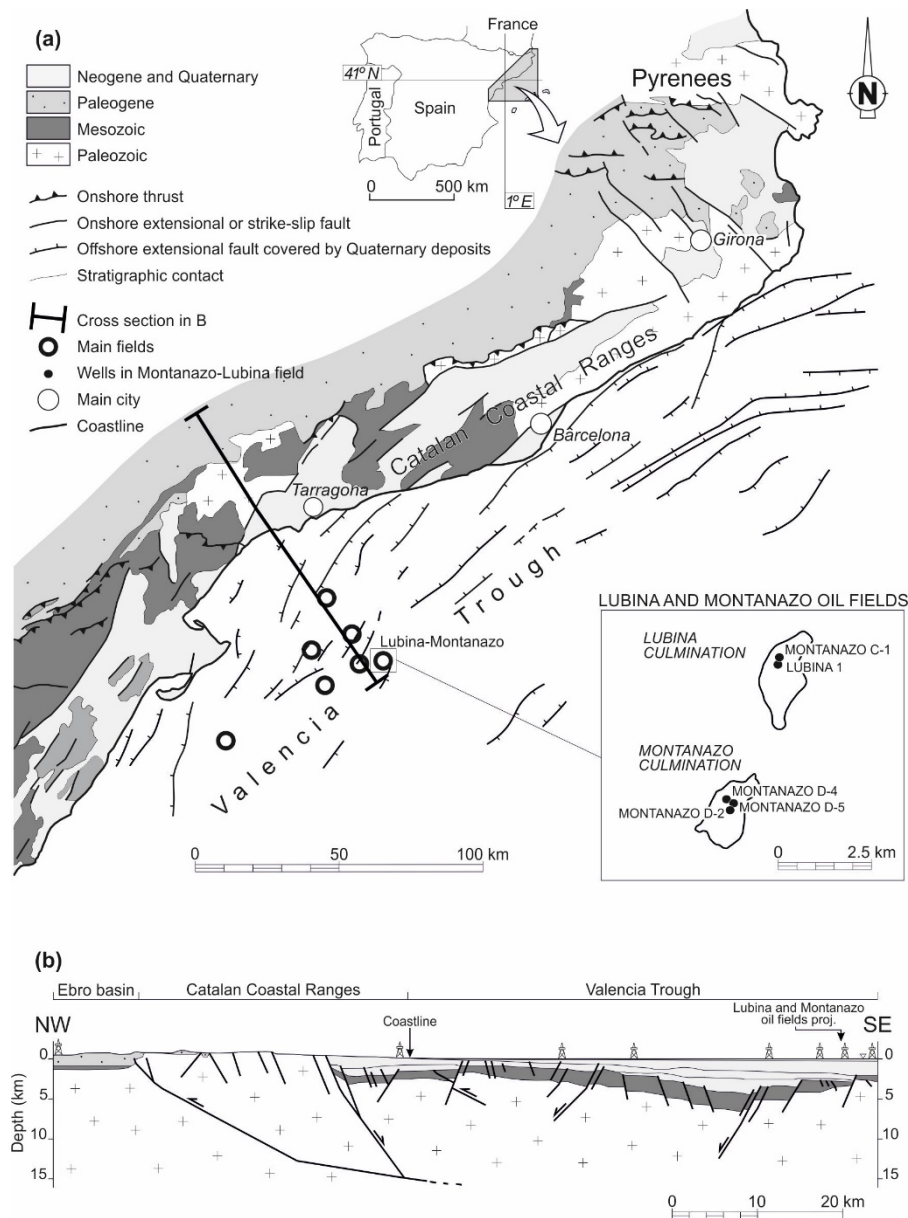 (a)
Neogene and Quaternary
Paleogene
Mesozoic
Paleozoic
Onshore thrust
Onshore extensional or strike-slip fault
Offshore extensional fault covered by Quaternary deposits
Stratigraphic contact
Cross section in B
Main fields
Wells in Montanazo-Lubina field
Main city
Coastline
France
41º N
Portugal
Spain
0 500 km
1º E
Pyrenees
N
Girona
Catalan Coastal Ranges
Barcelona
Tarragona
Lubina-Montanazo
Valencia Trough
0 50 100 km
LUBINA AND MONTANAZO OIL FIELDS
LUBINA
CULMINATION
MONTANAZO C-1
LUBINA 1
MONTANAZO
CULMINATION
MONTANAZO D-4
MONTANAZO D-5
MONTANAZO D-2
0 2.5 km
(b)
Ebro basin Catalan Coastal Ranges Valencia Trough
NW Coastline Lubina and Montanazo
oil fields proj. SE
0 0
5 5
10 10
15 15
Depth (km)
0 10 20 km